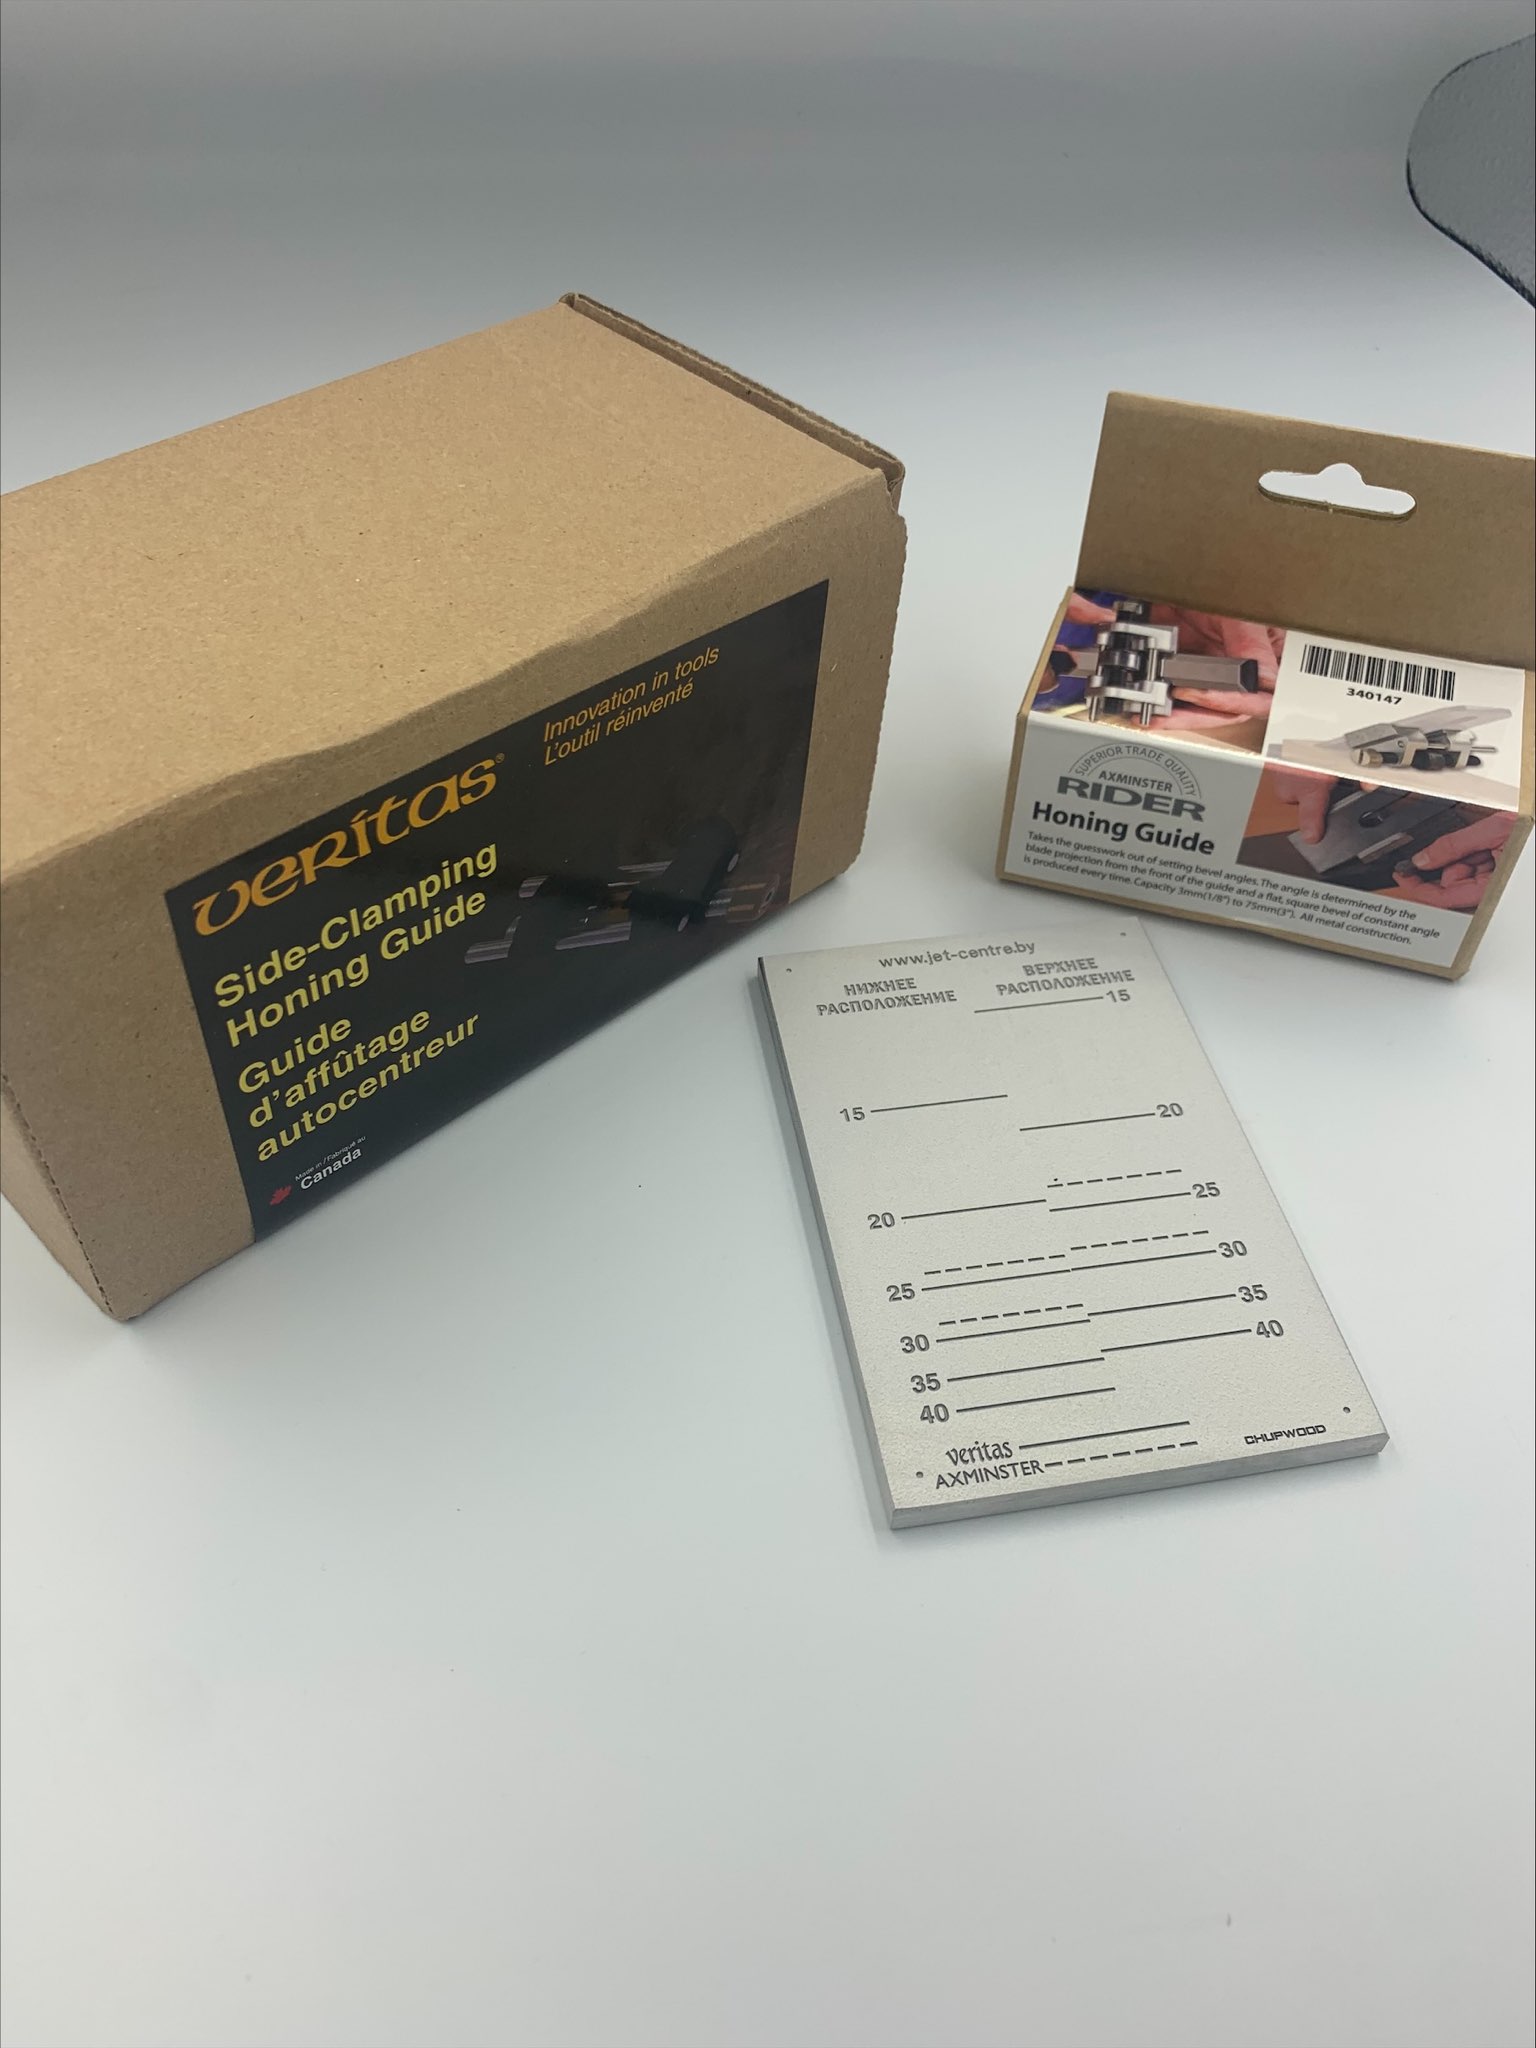 veritas®
Innovation in tools
L'outil réinventé
Side-Clamping
Honing Guide
Guide
d'affûtage
autocentreur
Made in / Fabriqué au
Canada
340147
SUPERIOR TRADE QUALITY
AXMINSTER
RIDER
Honing Guide
Takes the guesswork out of setting bevel angles. The angle is determined by the
blade projection from the front of the guide and a flat, square bevel of constant angle
is produced every time. Capacity 3mm(1/8") to 75mm(3"). All metal construction.
www.jet-centre.by
НИЖНЕЕ
РАСПОЛОЖЕНИЕ
ВЕРХНЕЕ
РАСПОЛОЖЕНИЕ
15
15
20
20
25
25
30
30
35
35
40
40
veritas
AXMINSTER
CHUPWOOD